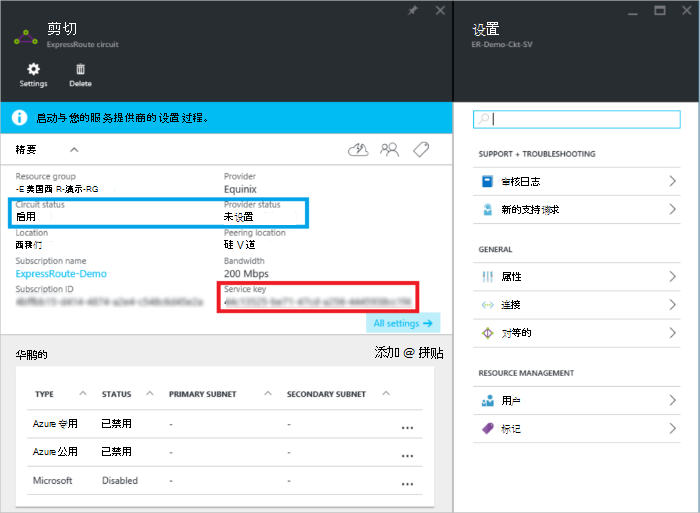 剪切
ExpressRoute circuit
Settings
Delete
启动与您的服务提供商的设置过程。
精要
Resource group
-E 美国西 R-演示-RG
Provider
Equinix
Circuit status
启用
Provider status
未设置
Location
西我们
Peering location
硅 V 道
Subscription name
ExpressRoute-Demo
Bandwidth
200 Mbps
Subscription ID
Service key
All settings →
华鹏的
添加 @ 拼贴
TYPE STATUS PRIMARY SUBNET SECONDARY SUBNET
Azure 专用 已禁用 - - ...
Azure 公用 已禁用 - - ...
Microsoft Disabled - - ...
设置
ER-Demo-Ckt-SV
SUPPORT + TROUBLESHOOTING
审核日志
新的支持请求
GENERAL
属性
连接
对等的
RESOURCE MANAGEMENT
用户
标记